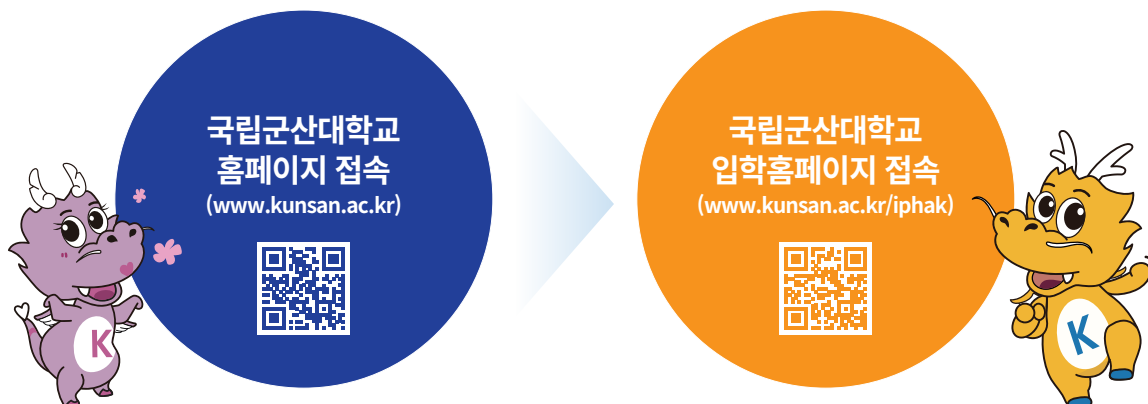 국립군산대학교
홈페이지 접속
(www.kunsan.ac.kr)
국립군산대학교
입학홈페이지 접속
(www.kunsan.ac.kr/iphak)
K
K